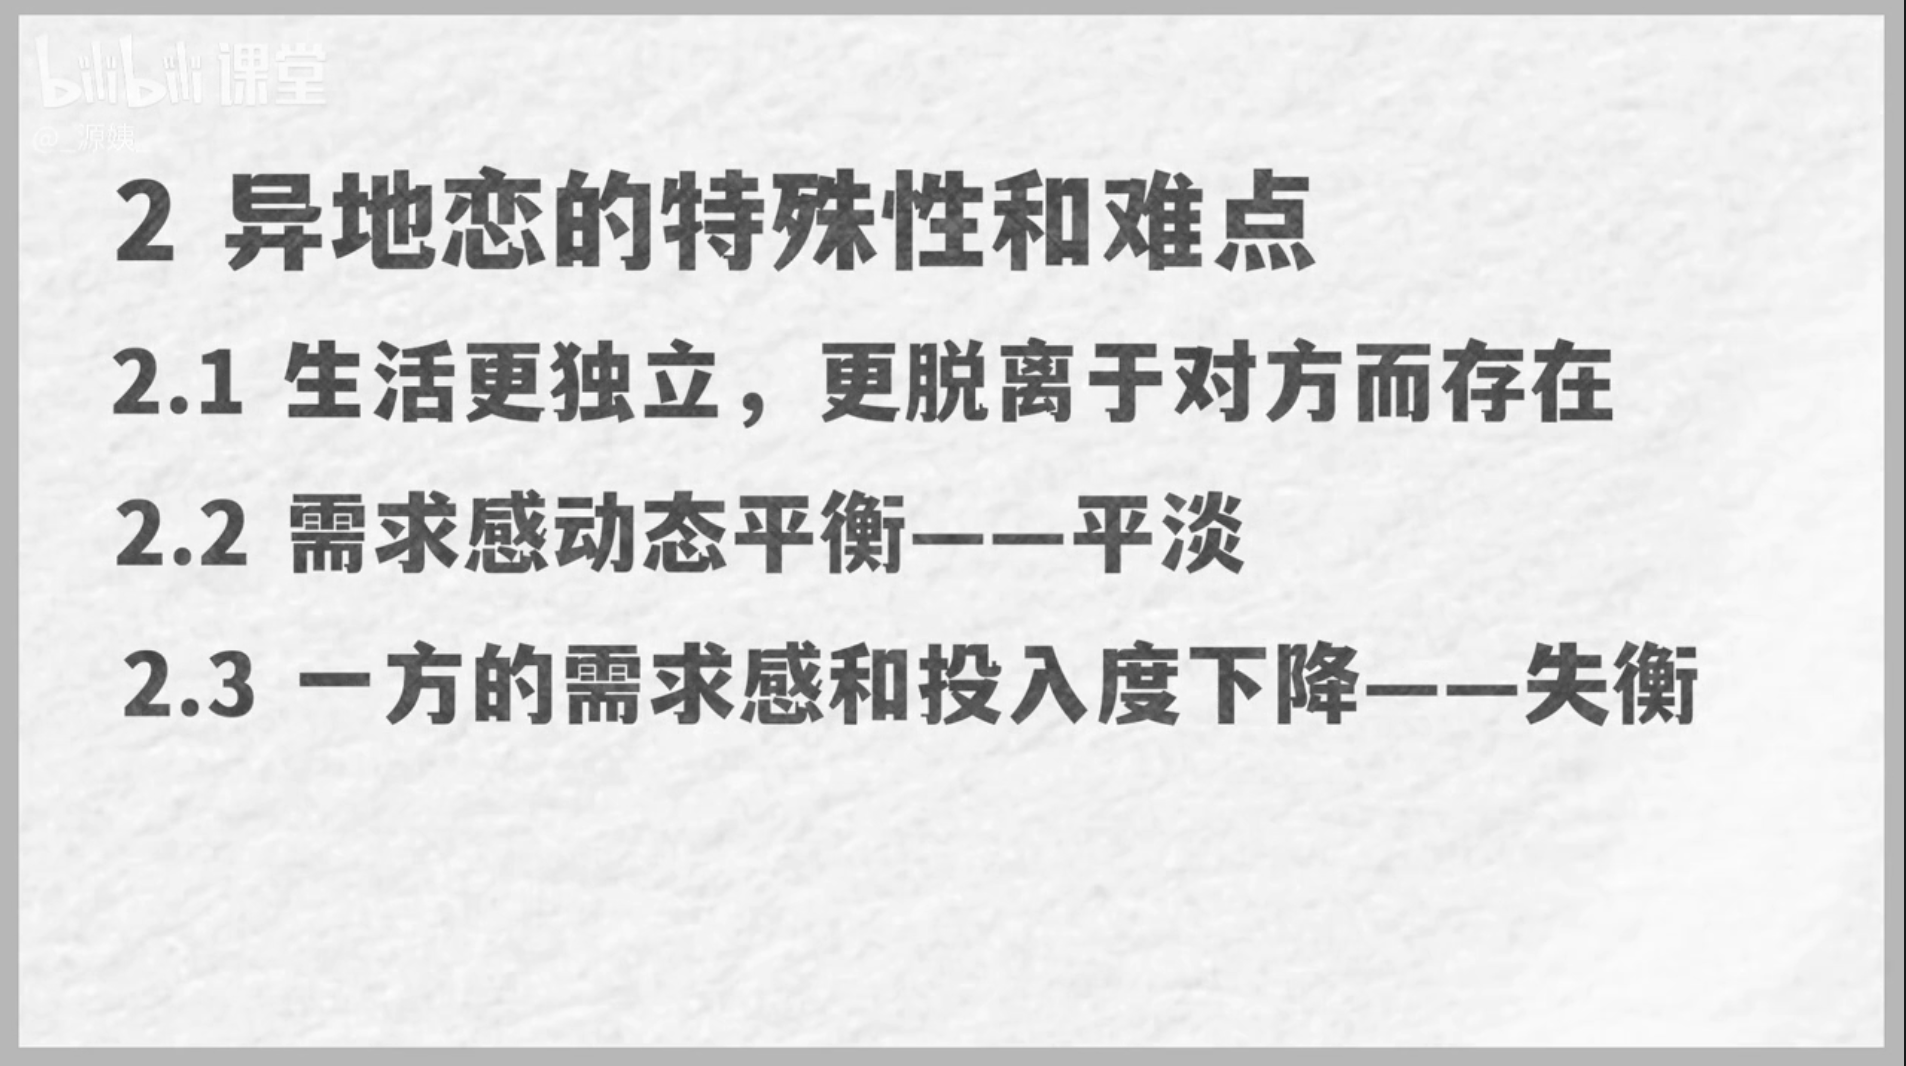 bilibili 课堂
@_源姨_
2 异地恋的特殊性和难点
2.1 生活更独立，更脱离于对方而存在
2.2 需求感动态平衡——平淡
2.3 一方的需求感和投入度下降——失衡